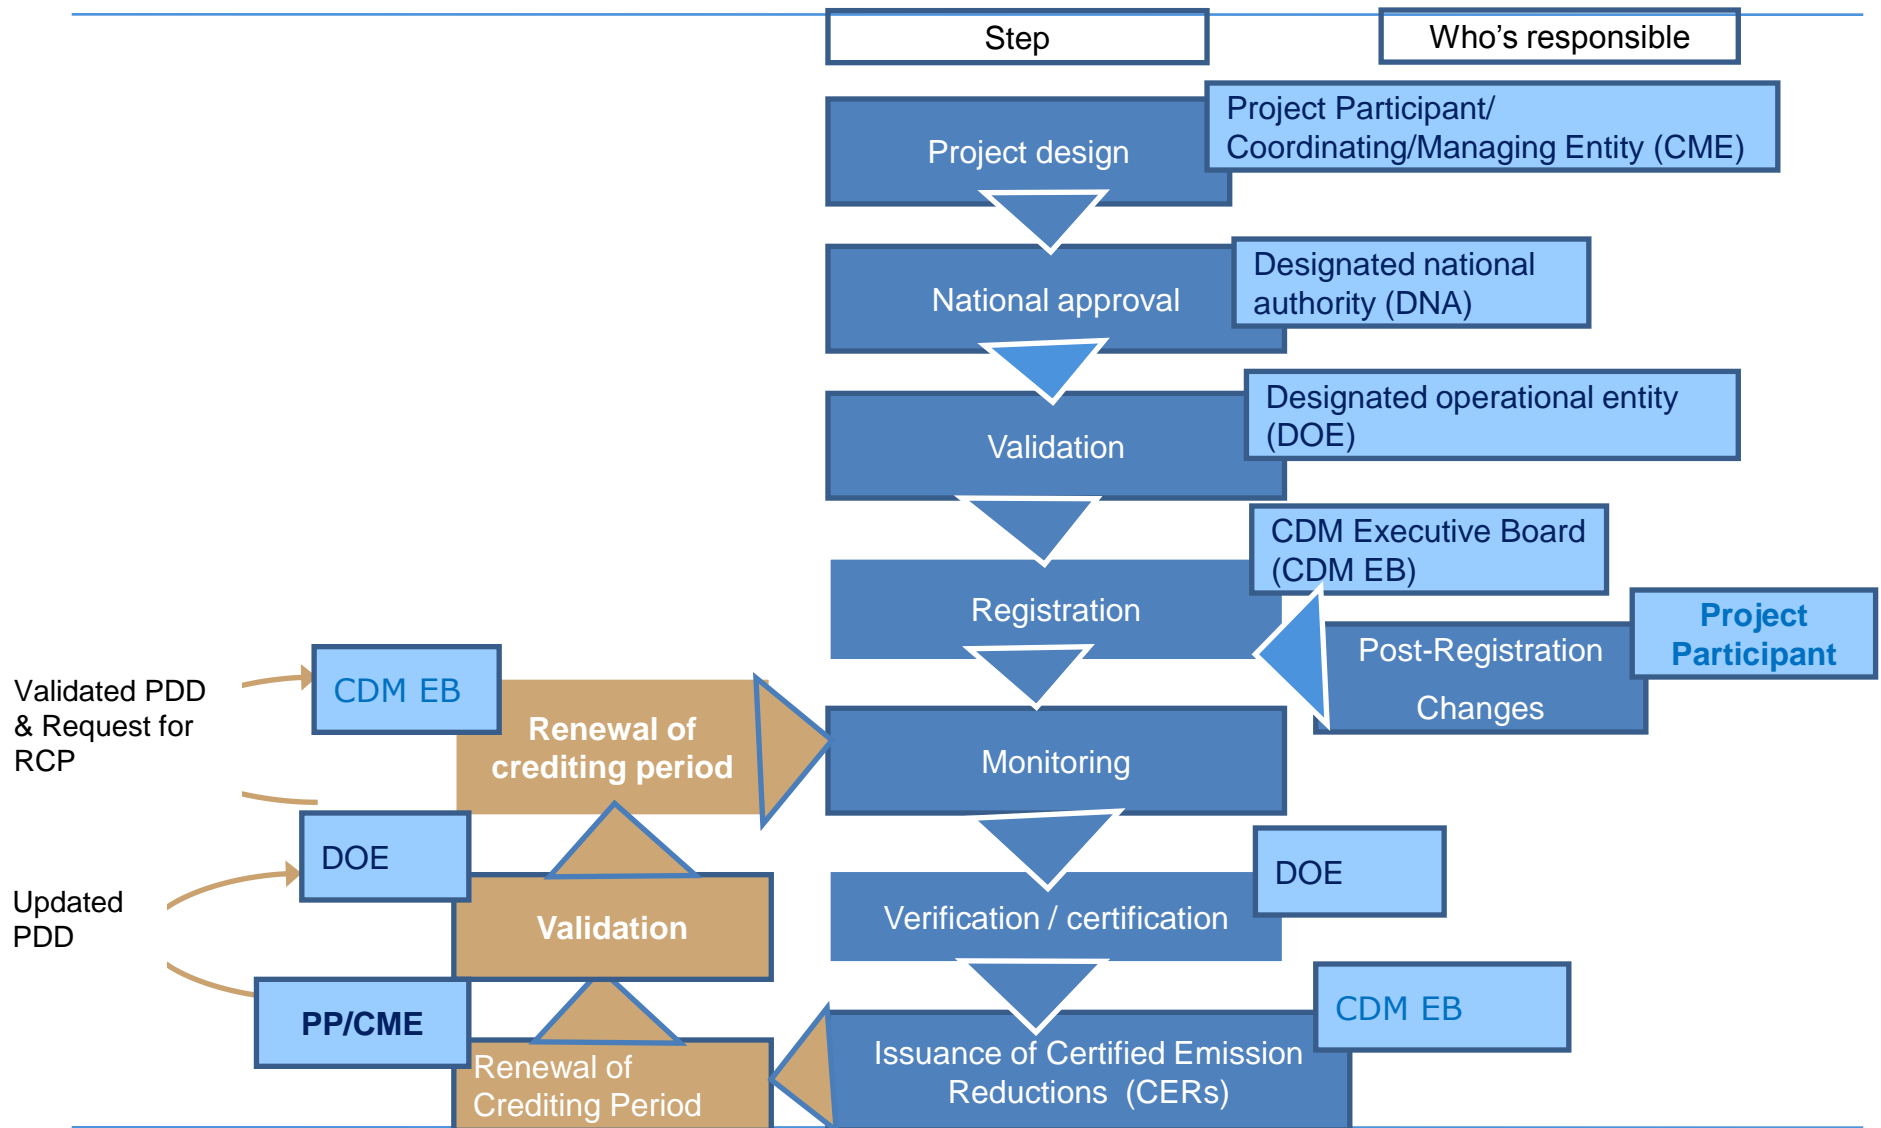 Step
Who's responsible
Project design
Project Participant/
Coordinating/Managing Entity (CME)
National approval
Designated national
authority (DNA)
Validation
Designated operational entity
(DOE)
Registration
CDM Executive Board
(CDM EB)
Post-Registration
Changes
Project
Participant
Validated PDD
& Request for
RCP
CDM EB
Renewal of
crediting period
Monitoring
DOE
Updated
PDD
Validation
Verification / certification
DOE
PP/CME
Renewal of
Crediting Period
Issuance of Certified Emission
Reductions (CERs)
CDM EB